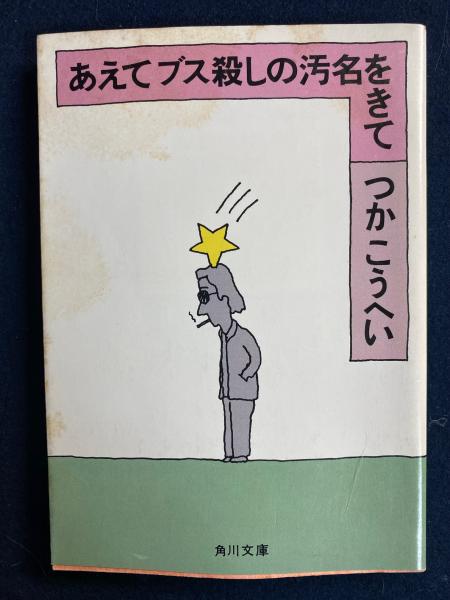 あえてブス殺しの汚名をきて
つかこうへい
角川文庫